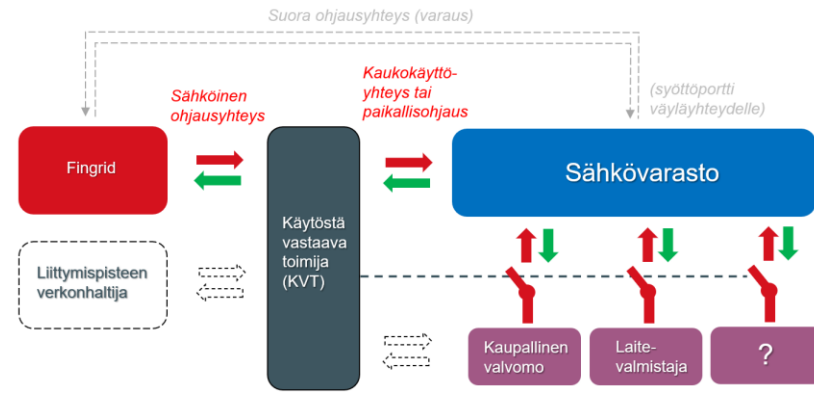 Suora ohjausyhteys (varaus)
Sähköinen
ohjausyhteys
Kaukokäyttö-
yhteys tai
paikallisohjaus
(syöttöportti
väyläyhteydelle)
Fingrid
Sähkövarasto
Käytöstä
vastaava
toimija
(KVT)
Liittymispisteen
verkonhaltija
Kaupallinen
valvomo
Laite-
valmistaja
?